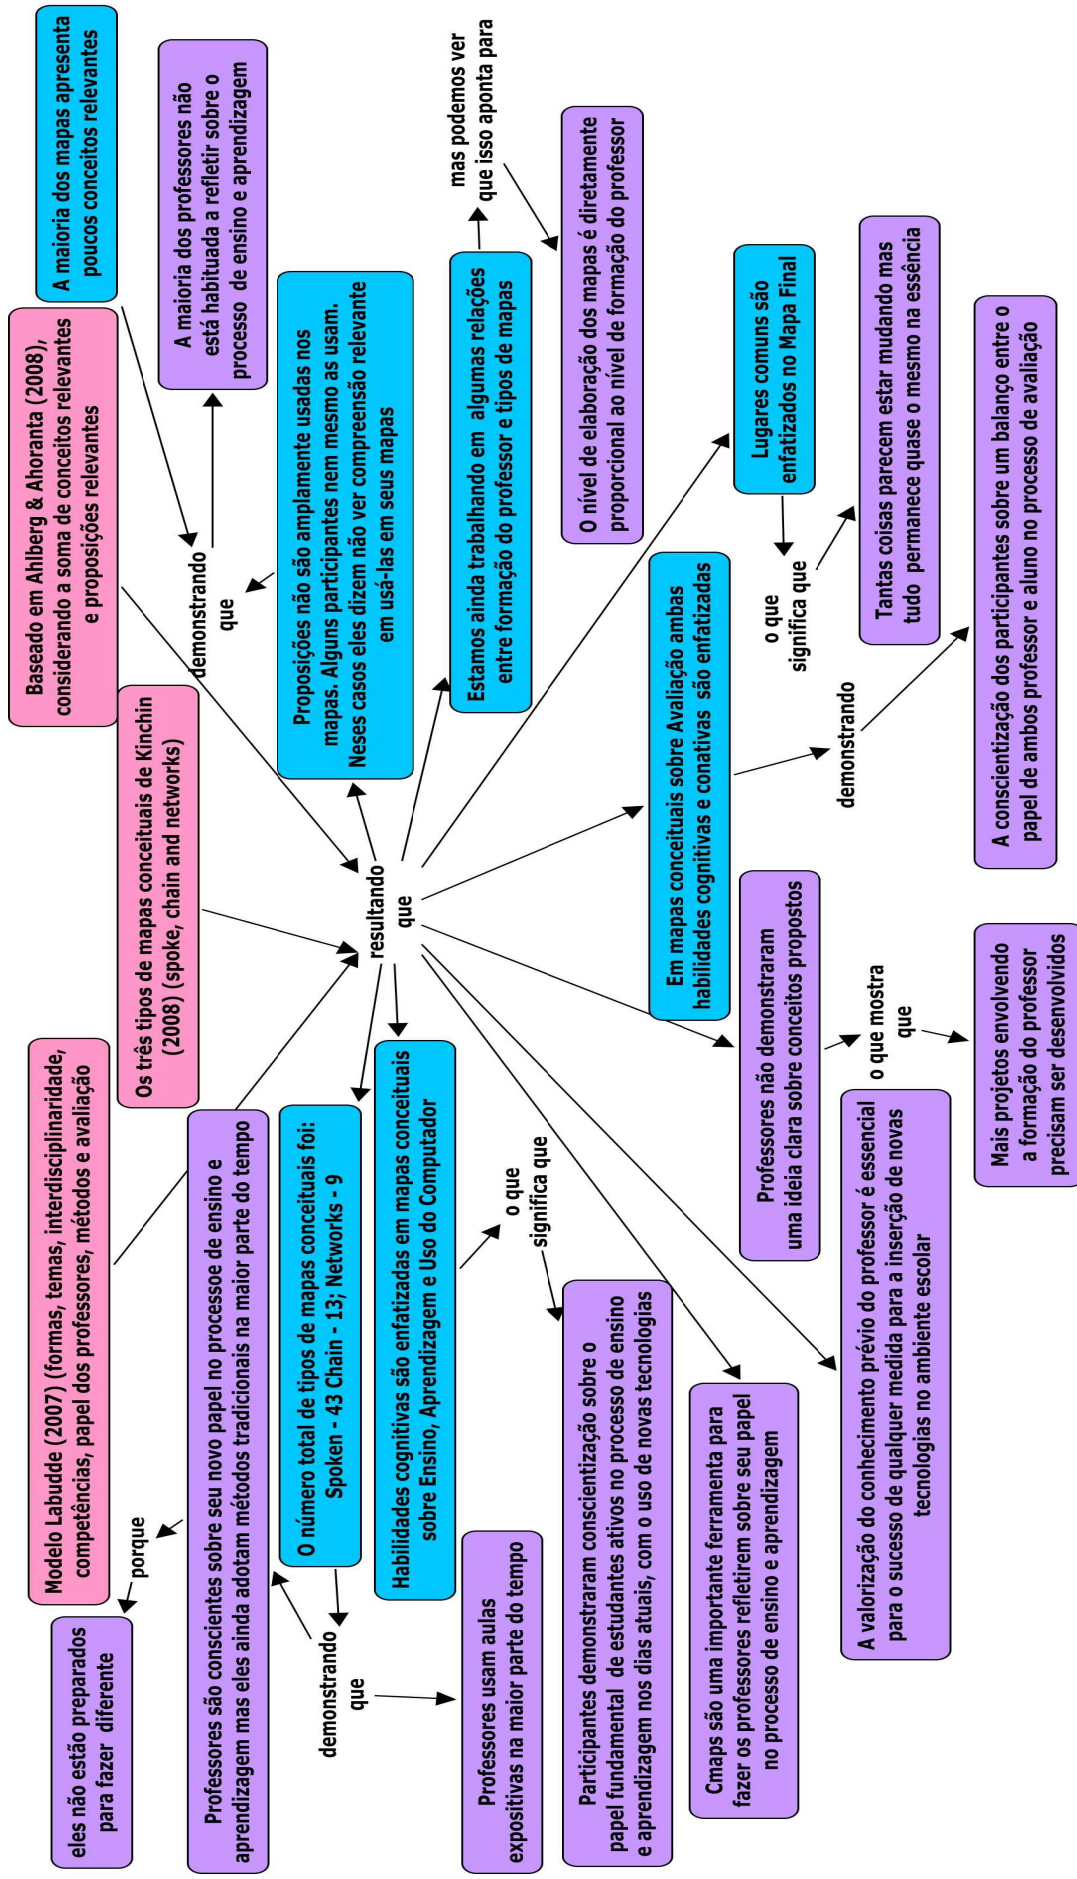 eles não estão preparados
para fazer diferente
porque
Modelo Labudde (2007) (formas, temas, interdisciplinaridade,
competências, papel dos professores, métodos e avaliação
Os três tipos de mapas conceituais de Kinchin
(2008) (spoke, chain and networks)
Baseado em Ahlberg & Ahoranta (2008),
considerando a soma de conceitos relevantes
e proposições relevantes
A maioria dos mapas apresenta
poucos conceitos relevantes
Professores são conscientes sobre seu novo papel no processoe de ensino e
aprendizagem mas eles ainda adotam métodos tradicionais na maior parte do tempo
demonstrando
que
A maioria dos professores não
está habituada a refletir sobre o
processo de ensino e aprendizagem
O número total de tipos de mapas conceituais foi:
Spoken - 43 Chain - 13; Networks - 9
Proposições não são amplamente usadas nos
mapas. Alguns participantes nem mesmo as usam.
Neses casos eles dizem não ver compreensão relevante
em usá-las em seus mapas
demonstrando
que
resultando
que
Habilidades cognitivas são enfatizadas em mapas conceituais
sobre Ensino, Aprendizagem e Uso do Computador
Estamos ainda trabalhando em algumas relações
entre formação do professor e tipos de mapas
mas podemos ver
que isso aponta para
Professores usam aulas
expositivas na maior parte do tempo
o que
significa que
O nível de elaboração dos mapas é diretamente
proporcional ao nível de formação do professor
Participantes demonstraram conscientização sobre o
papel fundamental de estudantes ativos no processo de ensino
e aprendizagem nos dias atuais, com o uso de novas tecnologias
Em mapas conceituais sobre Avaliação ambas
habilidades cognitivas e conativas são enfatizadas
Lugares comuns são
enfatizados no Mapa Final
Cmaps são uma importante ferramenta para
fazer os professores refletirem sobre seu papel
no processo de ensino e aprendizagem
Professores não demonstraram
uma ideia clara sobre conceitos propostos
o que
significa que
demonstrando
A valorização do conhecimento prévio do professor é essencial
para o sucesso de qualquer medida para a inserção de novas
tecnologias no ambiente escolar
o que mostra
que
Tantas coisas parecem estar mudando mas
tudo permanece quase o mesmo na essência
Mais projetos envolvendo
a formação do professor
precisam ser desenvolvidos
A conscientização dos participantes sobre um balanço entre o
papel de ambos professor e aluno no processo de avaliação